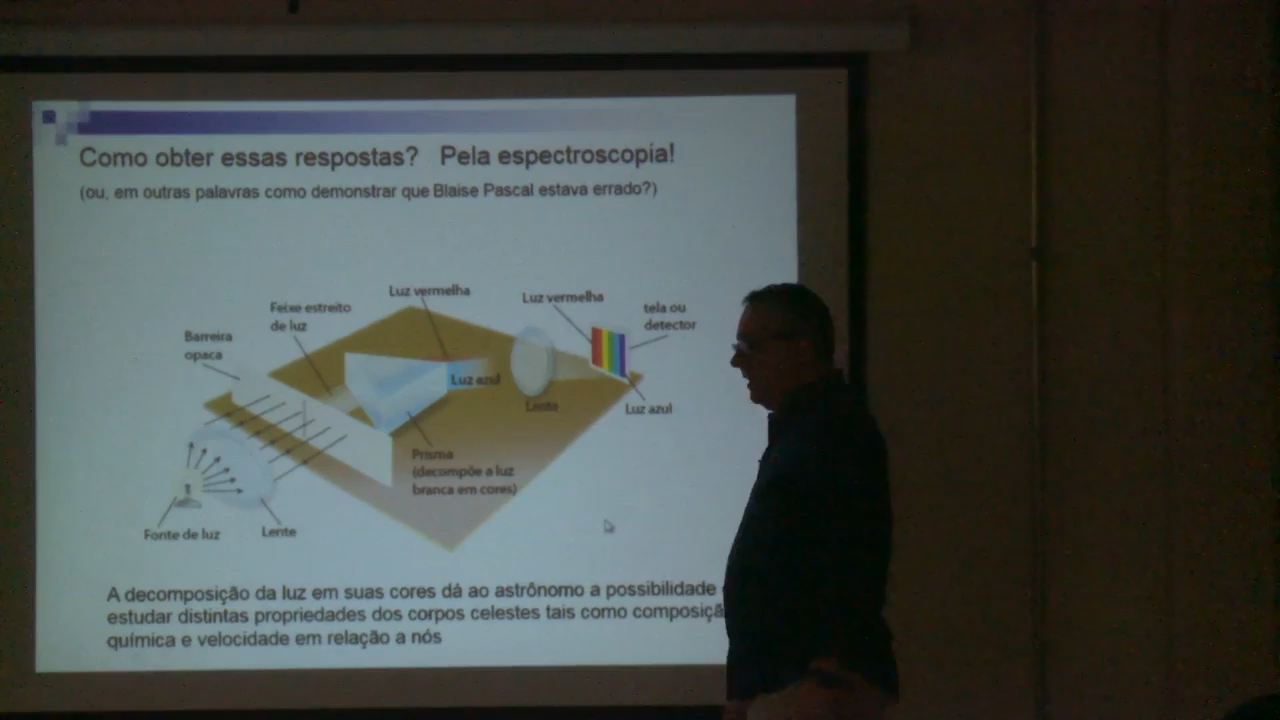 Como obter essas respostas? Pela espectroscopia!
(ou, em outras palavras como demonstrar que Blaise Pascal estava errado?)
Luz vermelha
Luz vermelha
Feixe estreito
de luz
tela ou
detector
Barreira
opaca
Luz azul
Lente
Luz azul
Prisma
(decompõe a luz
branca em cores)
Fonte de luz
Lente
A decomposição da luz em suas cores dá ao astrônomo a possibilidade
estudar distintas propriedades dos corpos celestes tais como composiçã
química e velocidade em relação a nós